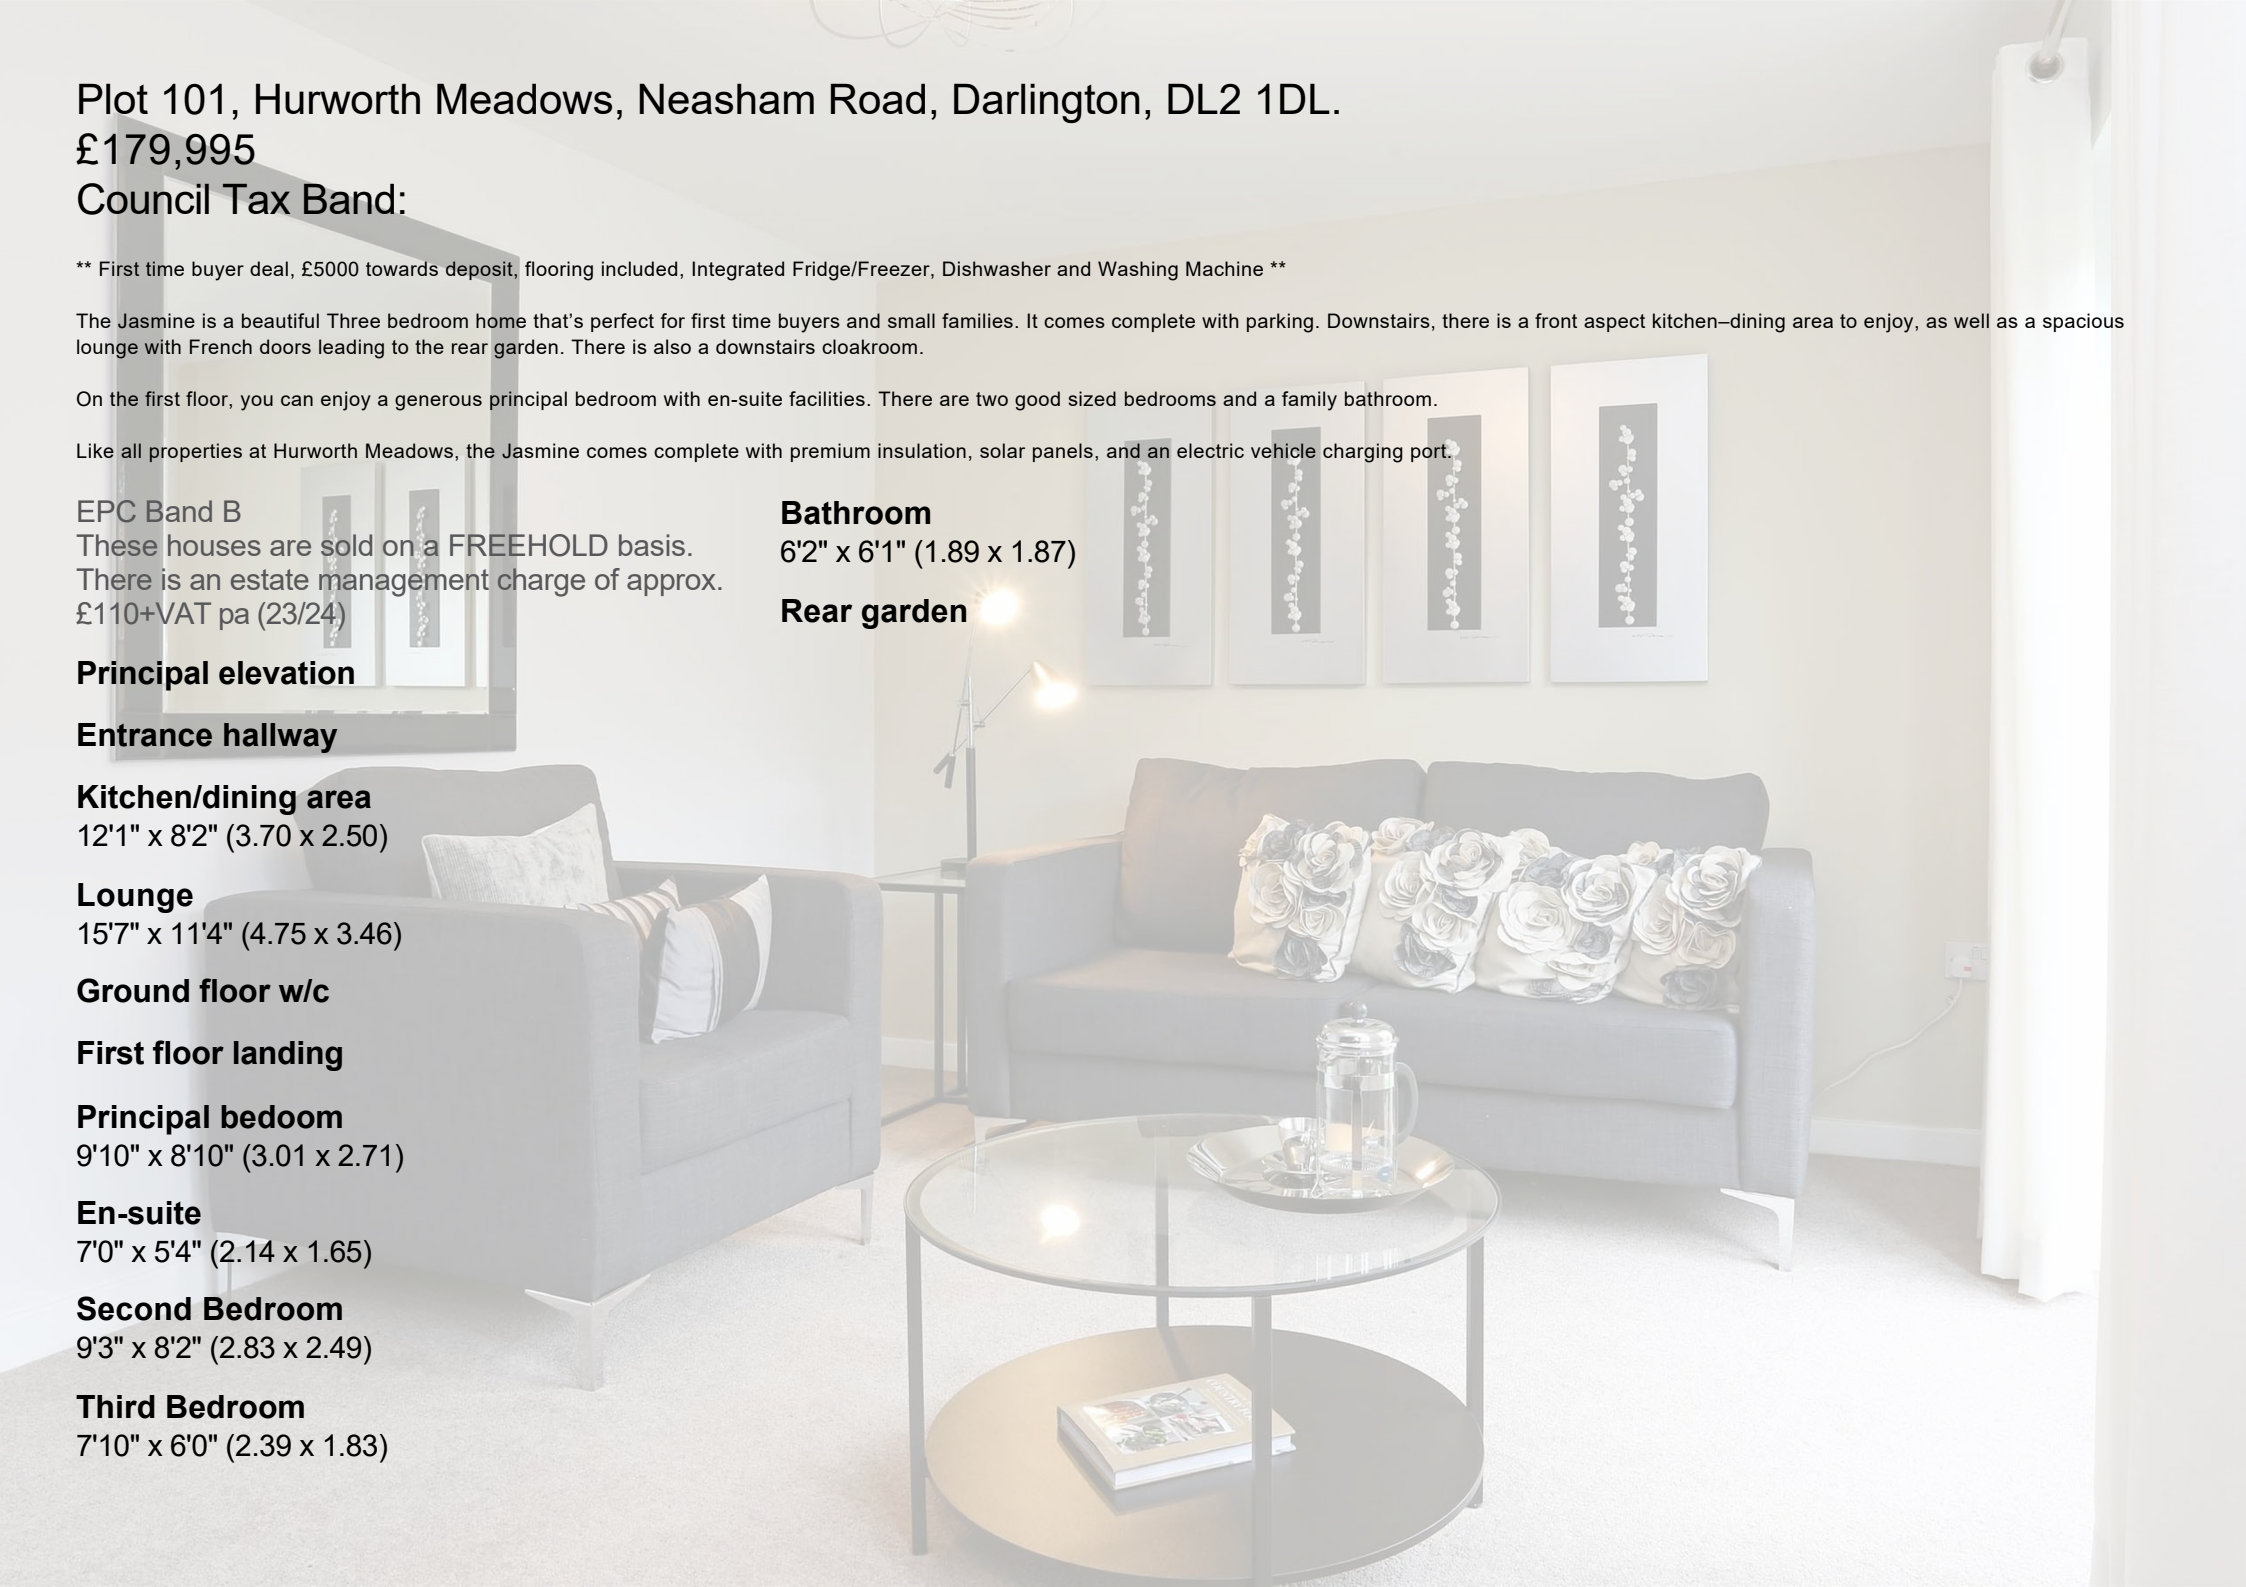 Plot 101, Hurworth Meadows, Neasham Road, Darlington, DL2 1DL.
£179,995
Council Tax Band:
** First time buyer deal, £5000 towards deposit, flooring included, Integrated Fridge/Freezer, Dishwasher and Washing Machine **
The Jasmine is a beautiful Three bedroom home that’s perfect for first time buyers and small families. It comes complete with parking. Downstairs, there is a front aspect kitchen–dining area to enjoy, as well as a spacious
lounge with French doors leading to the rear garden. There is also a downstairs cloakroom.
On the first floor, you can enjoy a generous principal bedroom with en-suite facilities. There are two good sized bedrooms and a family bathroom.
Like all properties at Hurworth Meadows, the Jasmine comes complete with premium insulation, solar panels, and an electric vehicle charging port.
EPC Band B
These houses are sold on a FREEHOLD basis.
There is an estate management charge of approx.
£110+VAT pa (23/24)
Principal elevation
Entrance hallway
Kitchen/dining area
12'1" x 8'2" (3.70 x 2.50)
Lounge
15'7" x 11'4" (4.75 x 3.46)
Ground floor w/c
First floor landing
Principal bedoom
9'10" x 8'10" (3.01 x 2.71)
En-suite
7'0" x 5'4" (2.14 x 1.65)
Second Bedroom
9'3" x 8'2" (2.83 x 2.49)
Third Bedroom
7'10" x 6'0" (2.39 x 1.83)
Bathroom
6'2" x 6'1" (1.89 x 1.87)
Rear garden